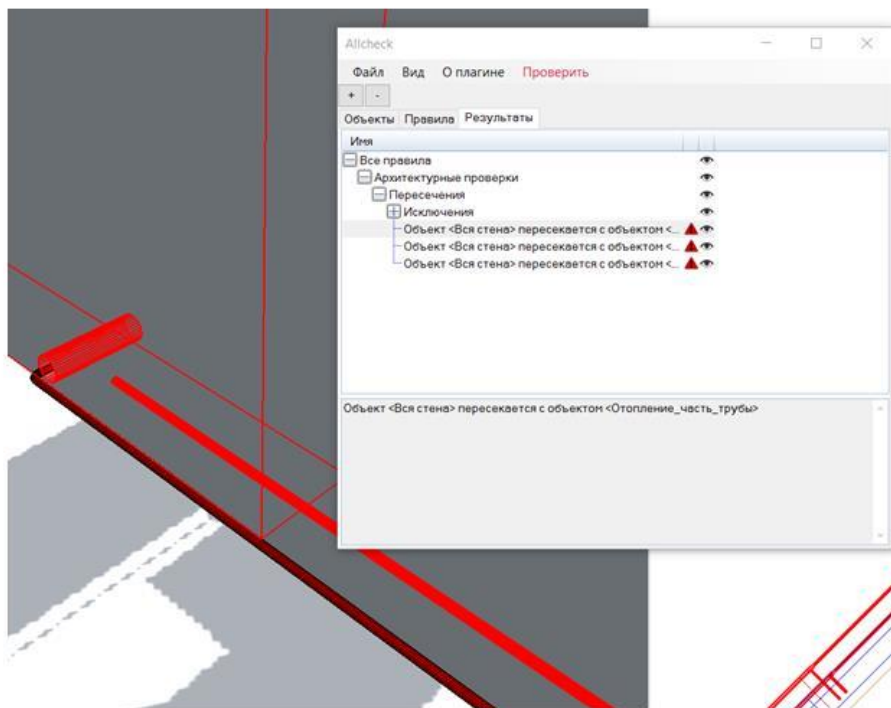 Allcheck
Файл Вид О плагине Проверить
+ -
Объекты Правила Результаты
Имя
Все правила
Архитектурные проверки
Пересечения
Исключения
Объект <Вся стена> пересекается с объектом <...
Объект <Вся стена> пересекается с объектом <...
Объект <Вся стена> пересекается с объектом <...
Объект <Вся стена> пересекается с объектом <Отопление_часть_трубы>